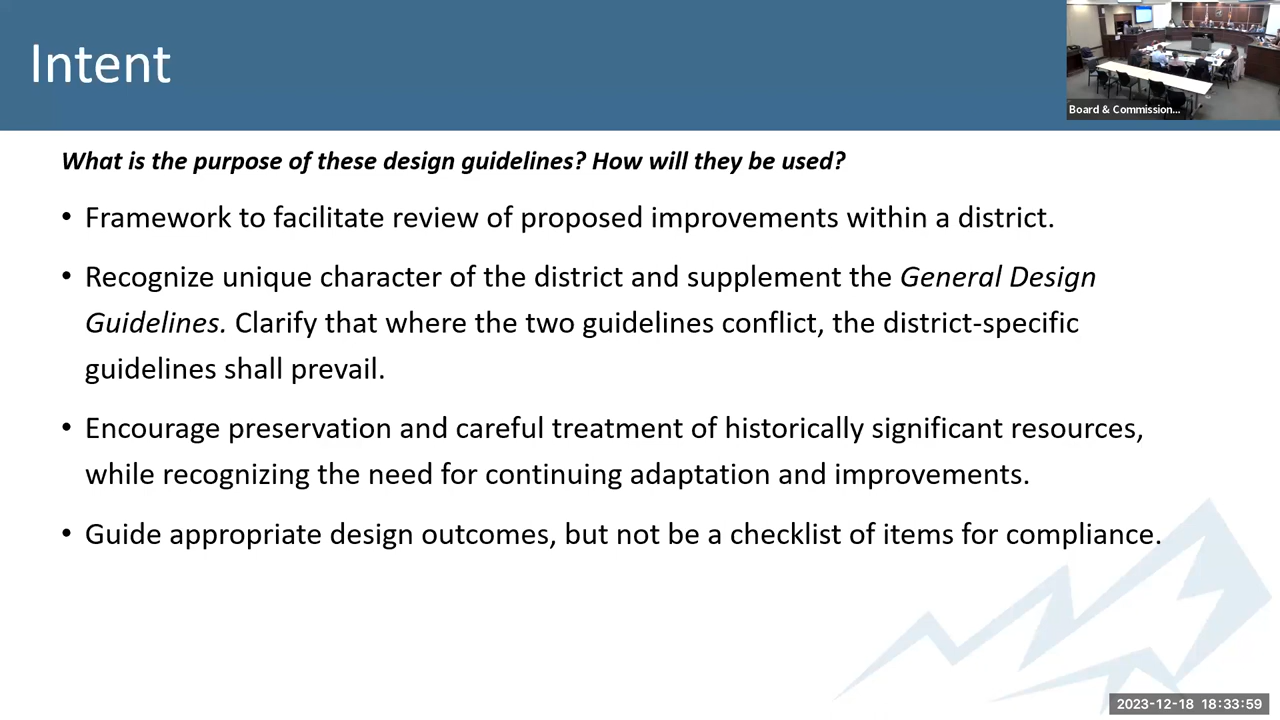 Intent
Board & Commission...
What is the purpose of these design guidelines? How will they be used?
• Framework to facilitate review of proposed improvements within a district.
• Recognize unique character of the district and supplement the General Design
Guidelines. Clarify that where the two guidelines conflict, the district-specific
guidelines shall prevail.
• Encourage preservation and careful treatment of historically significant resources,
while recognizing the need for continuing adaptation and improvements.
• Guide appropriate design outcomes, but not be a checklist of items for compliance.
2023-12-18 18:33:59